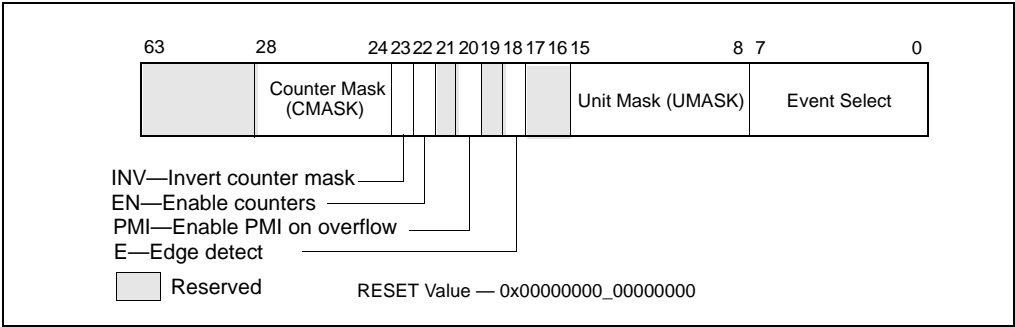 63 28 24 23 22 21 20 19 18 17 16 15 8 7 0
Counter Mask
(CMASK)
Unit Mask (UMASK)
Event Select
INV—Invert counter mask
EN—Enable counters
PMI—Enable PMI on overflow
E—Edge detect
Reserved
RESET Value — 0x00000000_00000000